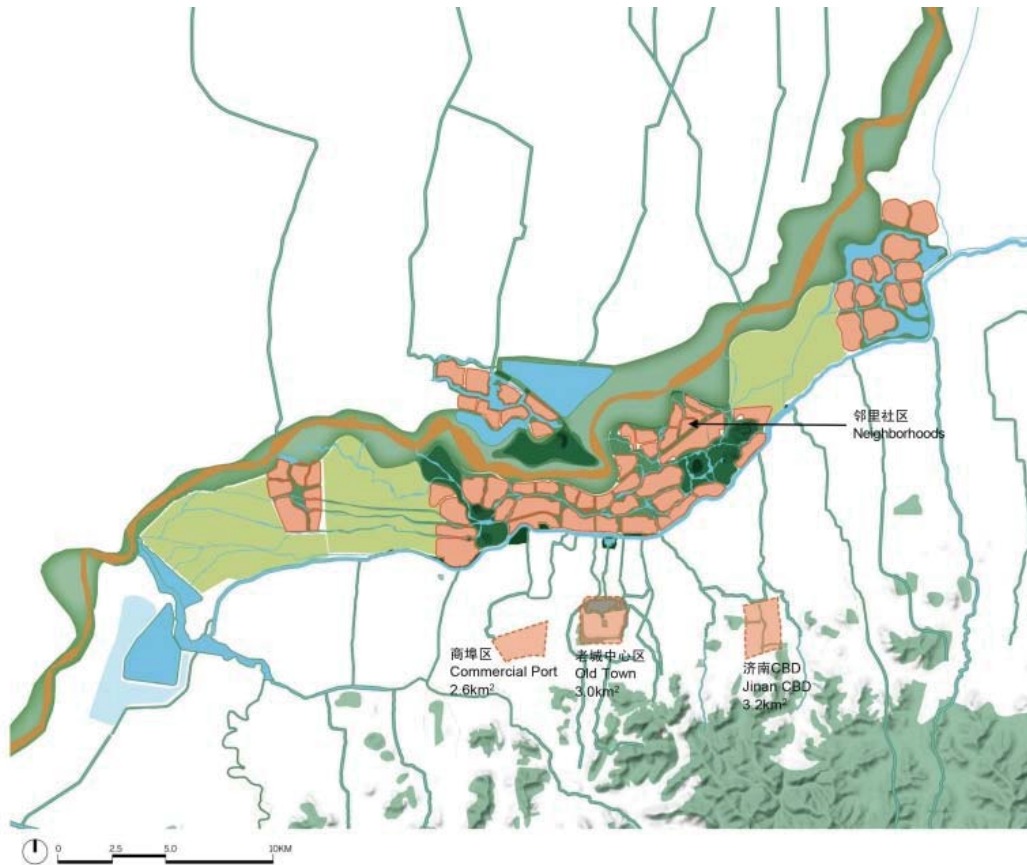 邻里社区
Neighborhoods
商埠区
Commercial Port
2.6km²
老城中心区
Old Town
3.0km²
济南CBD
Jinan CBD
3.2km²
0 2.5 5.0 10KM